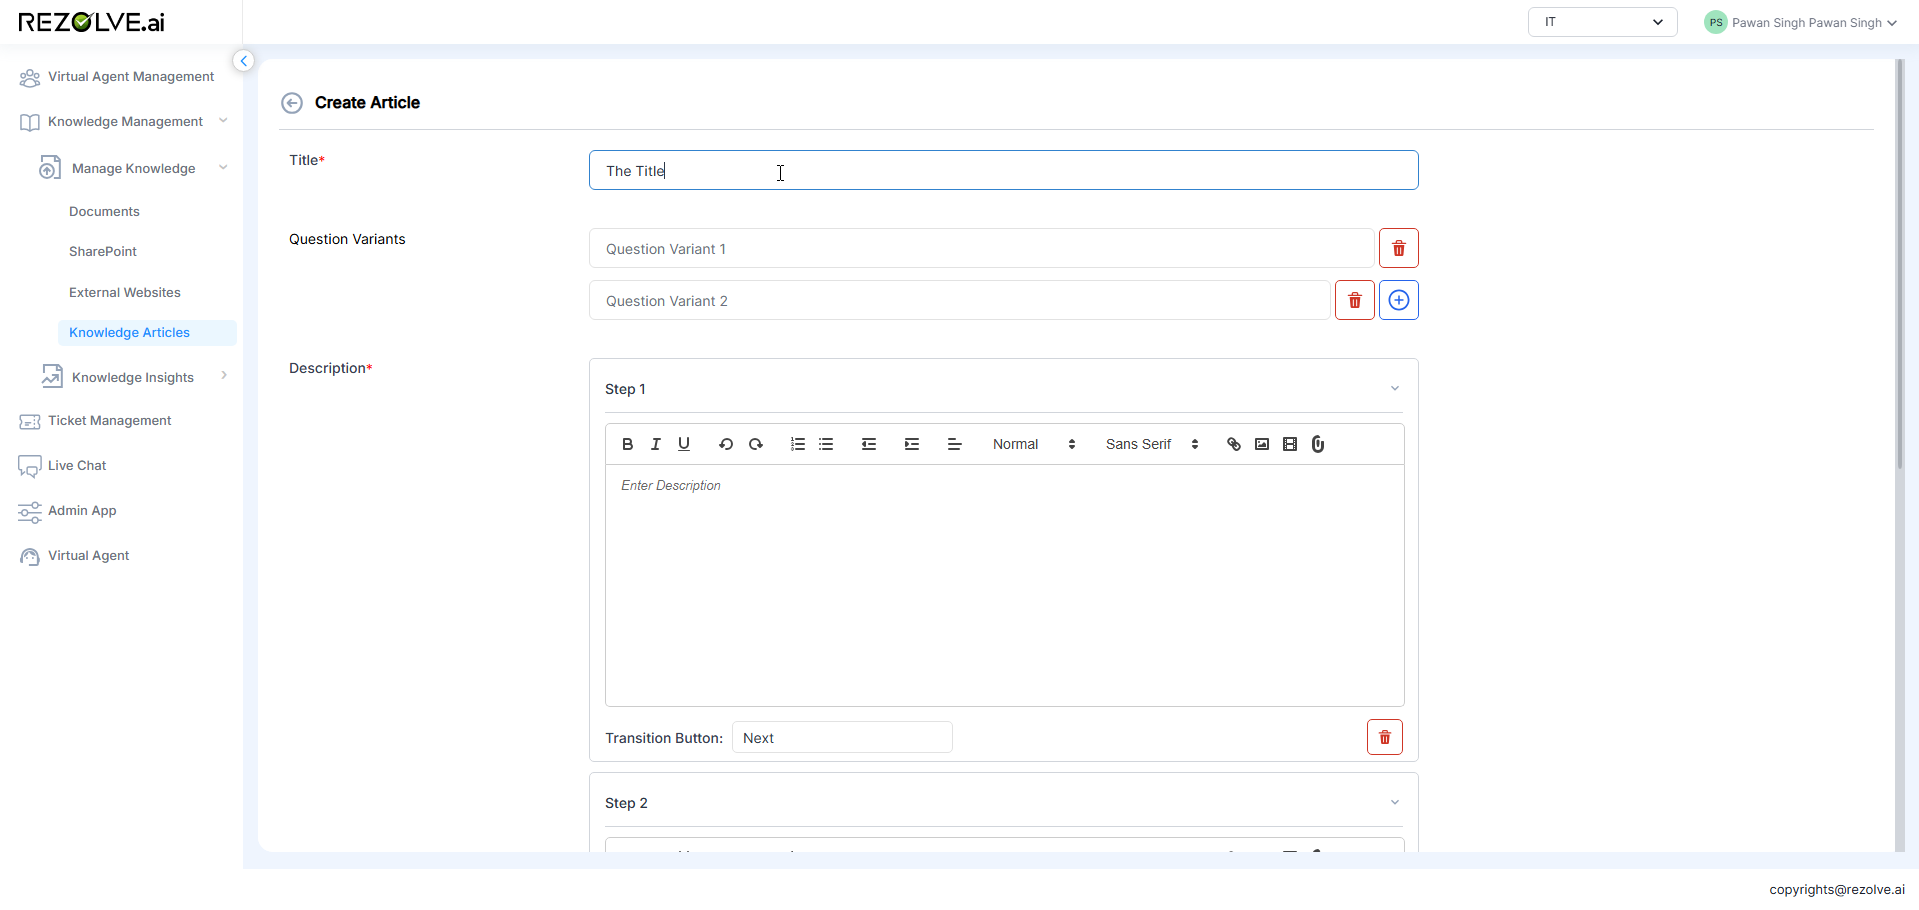 REZOLVE.ai
IT
PS Pawan Singh Pawan Singh
Virtual Agent Management
Knowledge Management
Manage Knowledge
Documents
SharePoint
External Websites
Knowledge Articles
Knowledge Insights
Ticket Management
Live Chat
Admin App
Virtual Agent
Create Article
Title*
The Title
Question Variants
Question Variant 1
Question Variant 2
Description*
Step 1
B I U Normal Sans Serif
Enter Description
Transition Button: Next
Step 2
copyrights@rezolve.ai